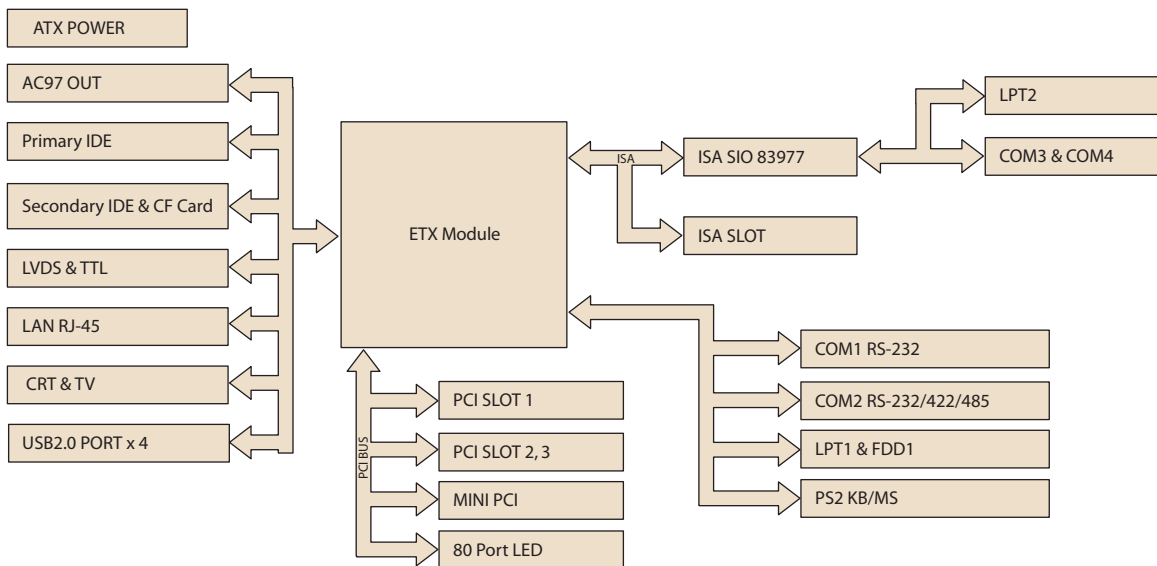 ATX POWER
AC97 OUT
Primary IDE
Secondary IDE & CF Card
LVDS & TTL
LAN RJ-45
CRT & TV
USB2.0 PORT x 4
ETX Module
ISA
ISA SIO 83977
ISA SLOT
LPT2
COM3 & COM4
PCI BUS
PCI SLOT 1
PCI SLOT 2, 3
MINI PCI
80 Port LED
COM1 RS-232
COM2 RS-232/422/485
LPT1 & FDD1
PS2 KB/MS